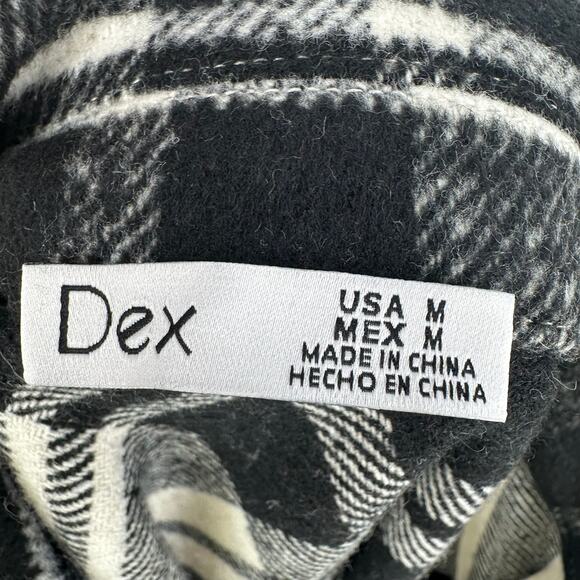 Dex
USA M
MEX M
MADE IN CHINA
HECHO EN CHINA